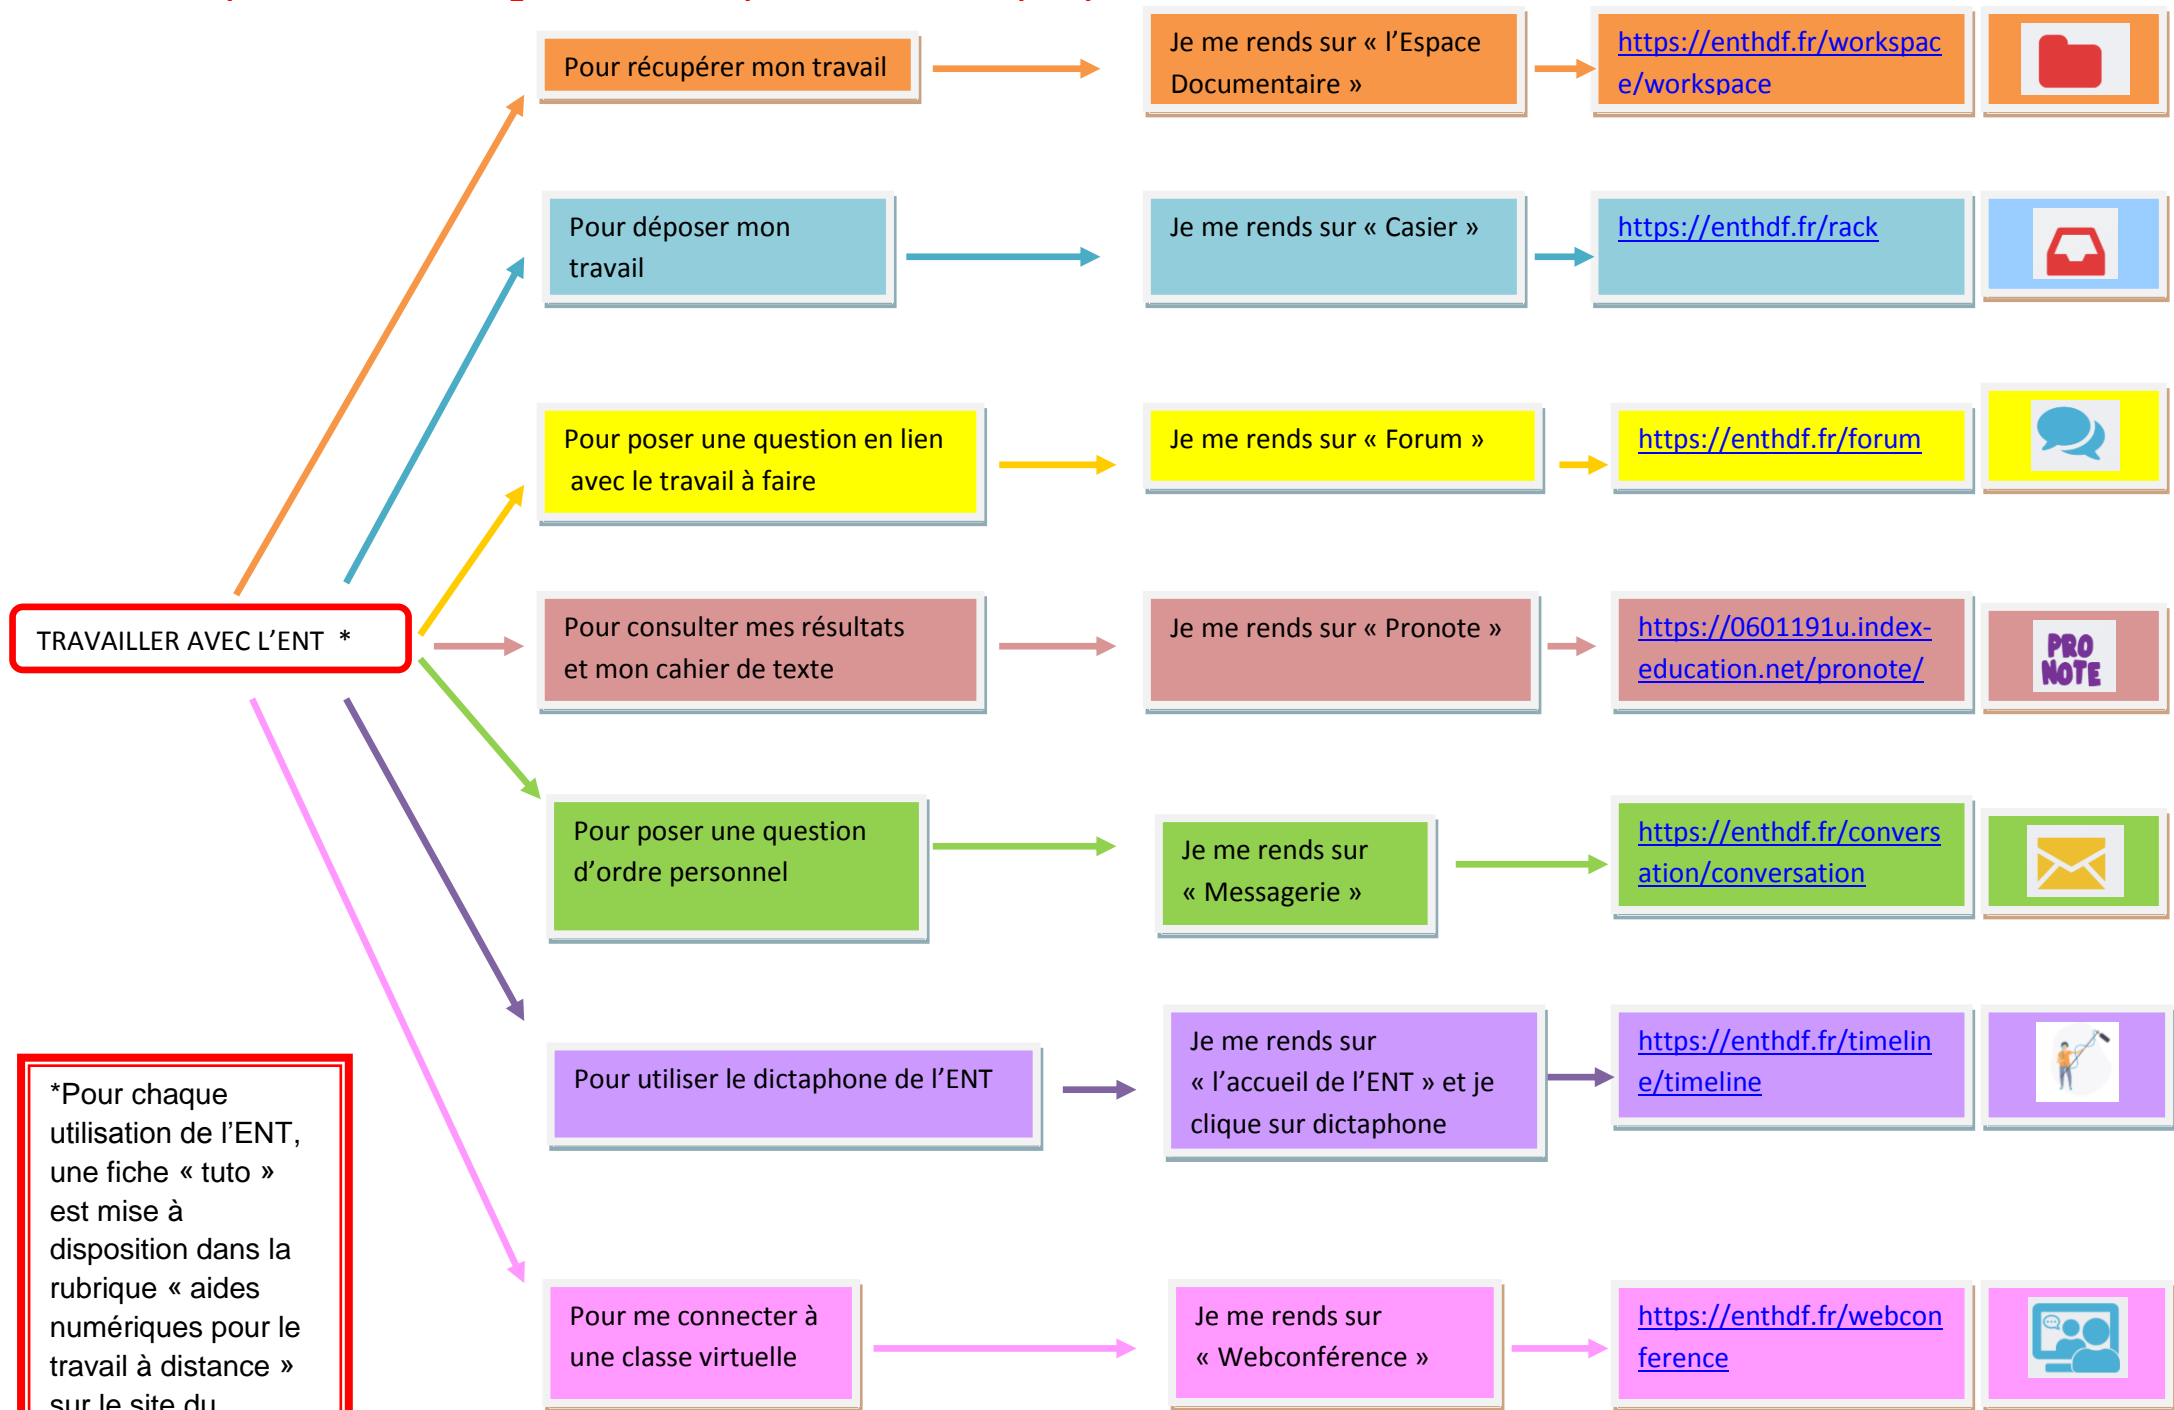 Pour récupérer mon travail
Je me rends sur « l’Espace
Documentaire »
https://enthdf.fr/workspac
e/workspace
Pour déposer mon
travail
Je me rends sur « Casier »
https://enthdf.fr/rack
Pour poser une question en lien
avec le travail à faire
Je me rends sur « Forum »
https://enthdf.fr/forum
TRAVAILLER AVEC L’ENT *
Pour consulter mes résultats
et mon cahier de texte
Je me rends sur « Pronote »
https://0601191u.index-
education.net/pronote/
PRO
NOTE
Pour poser une question
d’ordre personnel
Je me rends sur
« Messagerie »
https://enthdf.fr/convers
ation/conversation
Pour utiliser le dictaphone de l’ENT
Je me rends sur
« l’accueil de l’ENT » et je
clique sur dictaphone
https://enthdf.fr/timelin
e/timeline
*Pour chaque
utilisation de l’ENT,
une fiche « tuto »
est mise à
disposition dans la
rubrique « aides
numériques pour le
travail à distance »
sur le site du
Pour me connecter à
une classe virtuelle
Je me rends sur
« Webconférence »
https://enthdf.fr/webcon
ference